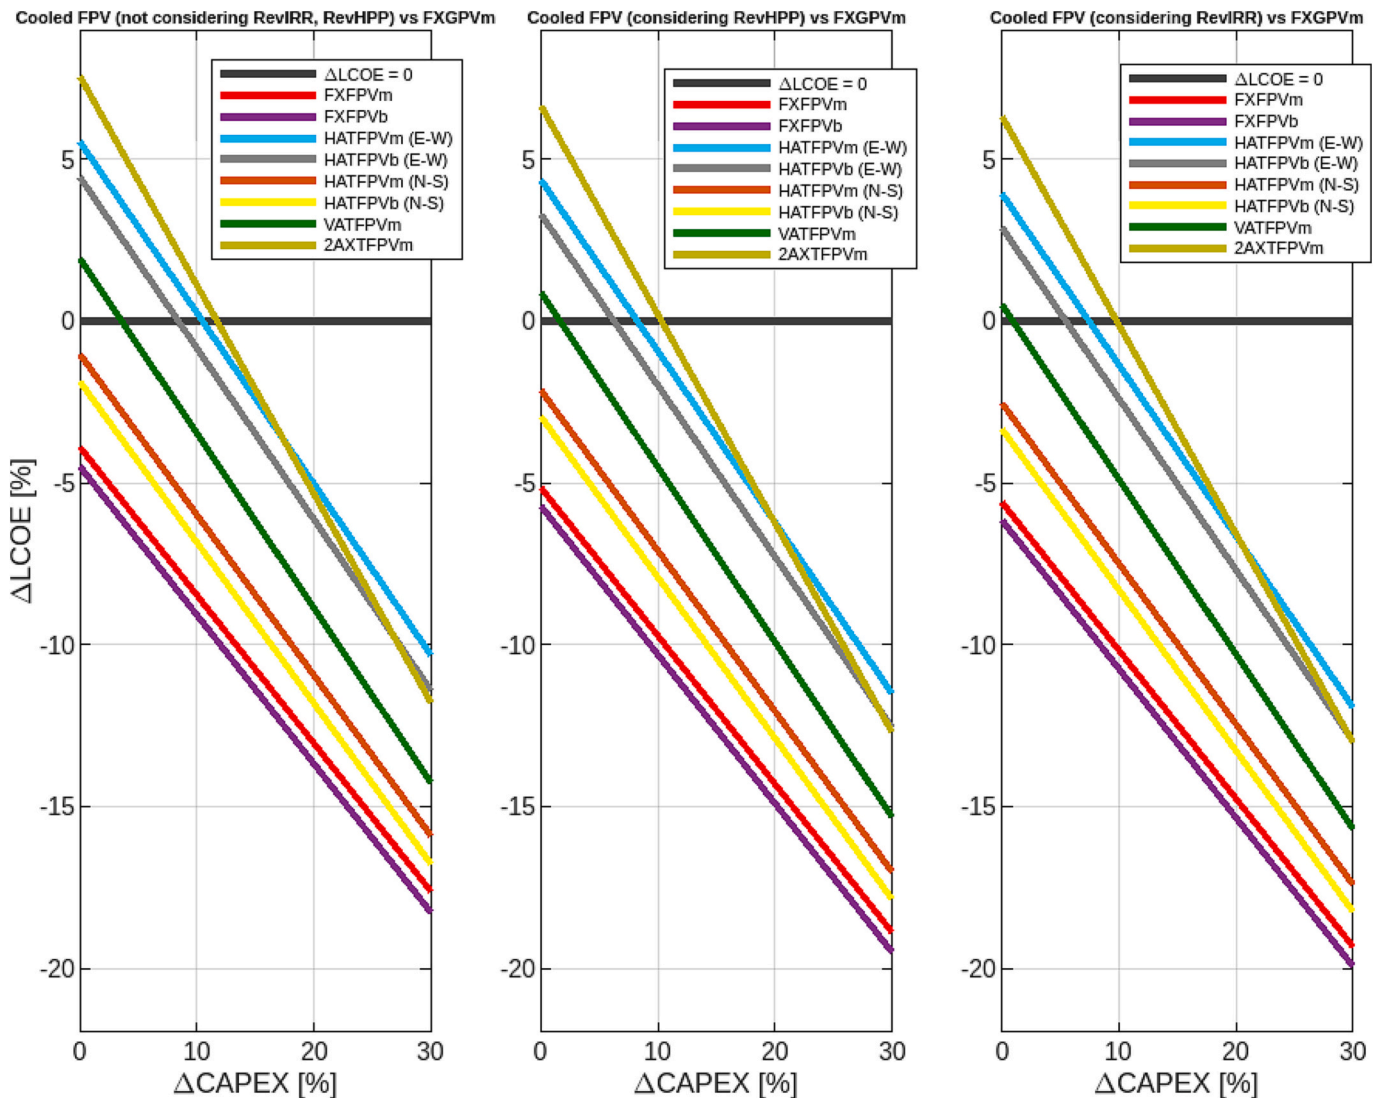 Cooled FPV (not considering RevIRR, RevHPP) vs FXGPVm
ΔLCOE = 0
FXFPVm
FXFPVb
HATFPVm (E-W)
HATFPVb (E-W)
HATFPVm (N-S)
HATFPVb (N-S)
VATFPVm
2AXTFPVm
5
0
-5
-10
-15
-20
ΔLCOE [%]
0 10 20 30
ΔCAPEX [%]
Cooled FPV (considering RevHPP) vs FXGPVm
ΔLCOE = 0
FXFPVm
FXFPVb
HATFPVm (E-W)
HATFPVb (E-W)
HATFPVm (N-S)
HATFPVb (N-S)
VATFPVm
2AXTFPVm
5
0
-5
-10
-15
-20
0 10 20 30
ΔCAPEX [%]
Cooled FPV (considering RevIRR) vs FXGPVm
ΔLCOE = 0
FXFPVm
FXFPVb
HATFPVm (E-W)
HATFPVb (E-W)
HATFPVm (N-S)
HATFPVb (N-S)
VATFPVm
2AXTFPVm
5
0
-5
-10
-15
-20
0 10 20 30
ΔCAPEX [%]